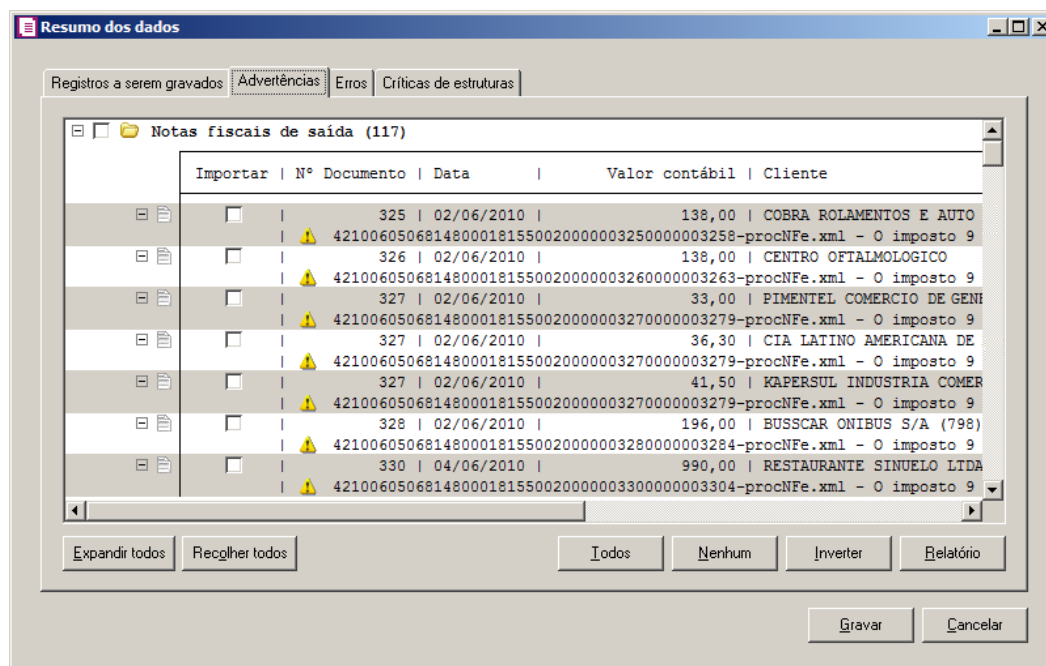 Resumo dos dados
Registros a serem gravados Advertências Erros Críticas de estruturas
Notas fiscais de saída (117)
Importar | Nº Documento | Data | Valor contábil | Cliente
| 325 | 02/06/2010 | 138,00 | COBRA ROLAMENTOS E AUTO
| 42100605068148000181550020000003250000003258-procNFe.xml - O imposto 9
| 326 | 02/06/2010 | 138,00 | CENTRO OFTALMOLOGICO
| 42100605068148000181550020000003260000003263-procNFe.xml - O imposto 9
| 327 | 02/06/2010 | 33,00 | PIMENTEL COMERCIO DE GENE
| 42100605068148000181550020000003270000003279-procNFe.xml - O imposto 9
| 327 | 02/06/2010 | 36,30 | CIA LATINO AMERICANA DE
| 42100605068148000181550020000003270000003279-procNFe.xml - O imposto 9
| 327 | 02/06/2010 | 41,50 | KAPERSUL INDUSTRIA COMER
| 42100605068148000181550020000003270000003279-procNFe.xml - O imposto 9
| 328 | 02/06/2010 | 196,00 | BUSSCAR ONIBUS S/A (798)
| 42100605068148000181550020000003280000003284-procNFe.xml - O imposto 9
| 330 | 04/06/2010 | 990,00 | RESTAURANTE SINUELO LTDA
| 42100605068148000181550020000003300000003304-procNFe.xml - O imposto 9
Expandir todos Recolher todos Todos Nenhum Inverter Relatório
Gravar Cancelar